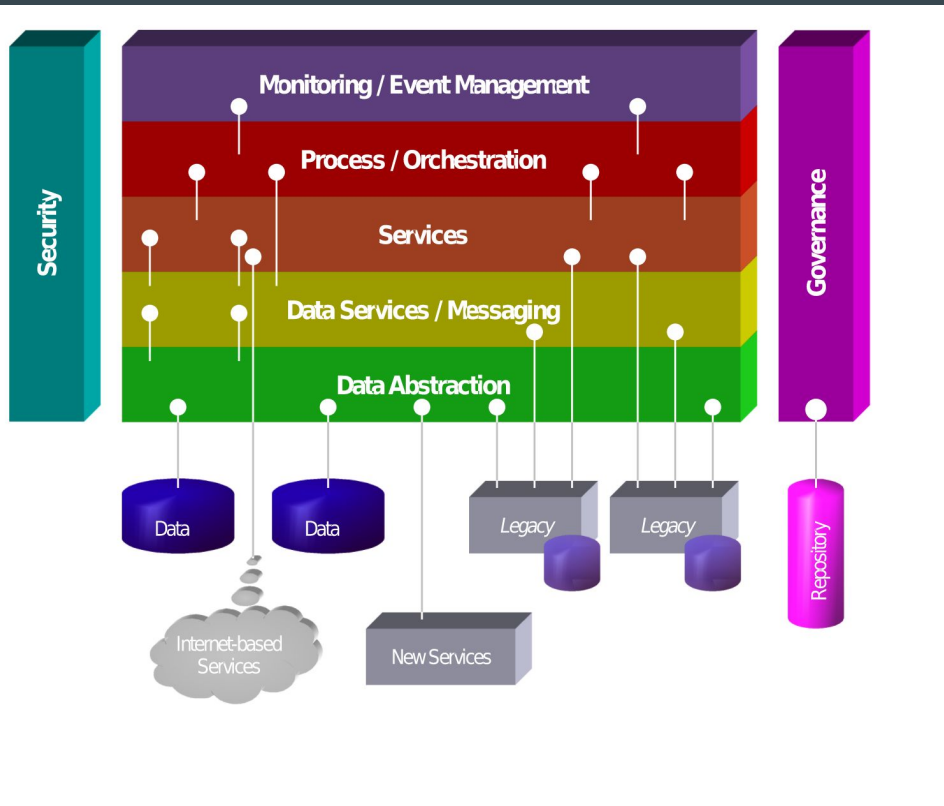 Monitoring / Event Management
Process / Orchestration
Services
Data Services / Messaging
Data Abstraction
Security
Governance
Data
Data
Legacy
Legacy
Repository
Internet-based
Services
New Services